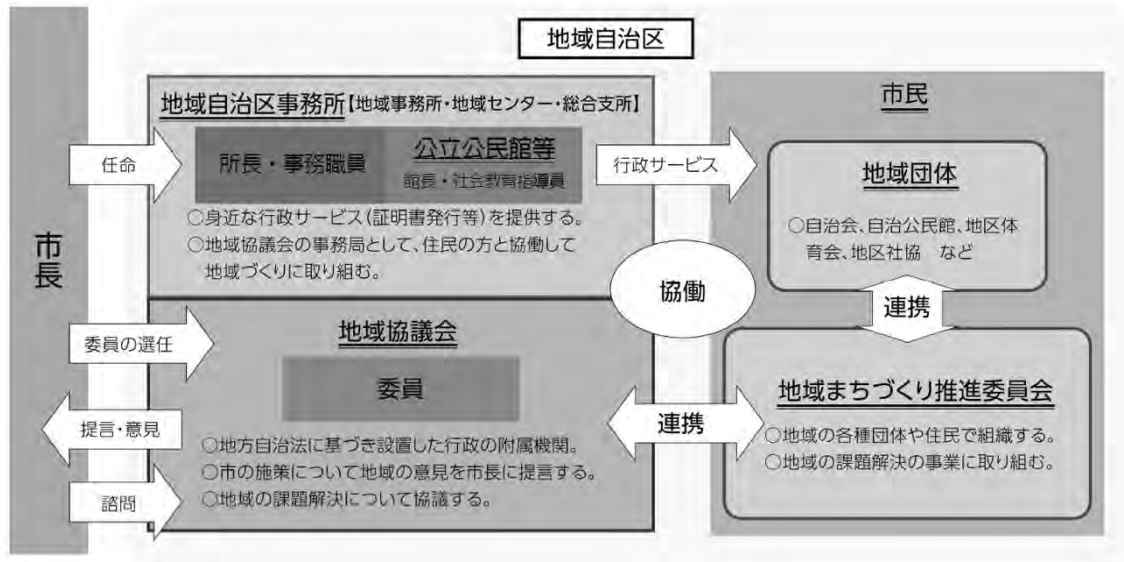 地域自治区
市長
任命
委員の選任
提言・意見
諮問
地域自治区事務所【地域事務所・地域センター・総合支所】
所長・事務職員
公立公民館等
館長・社会教育指導員
○身近な行政サービス(証明書発行等)を提供する。
○地域協議会の事務局として、住民の方と協働して
地域づくりに取り組む。
地域協議会
委員
○地方自治法に基づき設置した行政の附属機関。
○市の施策について地域の意見を市長に提言する。
○地域の課題解決について協議する。
行政サービス
協働
連携
市民
地域団体
○自治会、自治公民館、地区体
育会、地区社協 など
連携
地域まちづくり推進委員会
○地域の各種団体や住民で組織する。
○地域の課題解決の事業に取り組む。